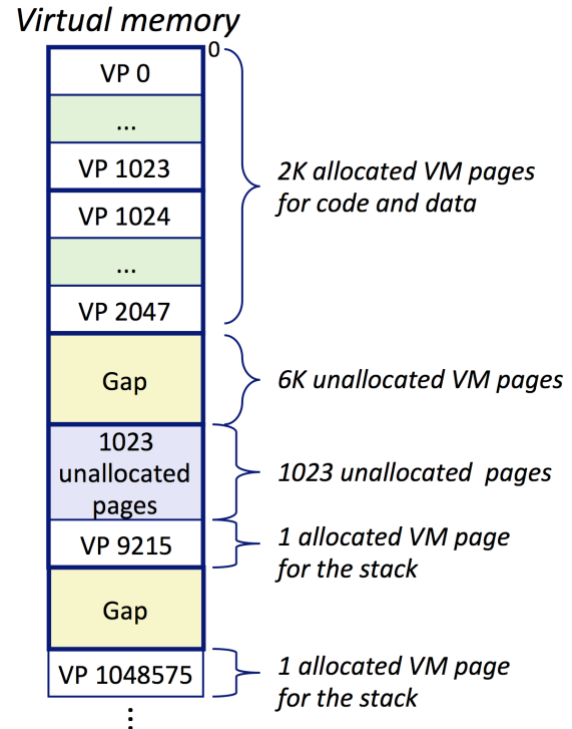 Virtual memory
0
VP 0
...
VP 1023
VP 1024
...
VP 2047
2K allocated VM pages
for code and data
Gap
6K unallocated VM pages
1023
unallocated
pages
1023 unallocated pages
VP 9215
1 allocated VM page
for the stack
Gap
VP 1048575
1 allocated VM page
for the stack
...